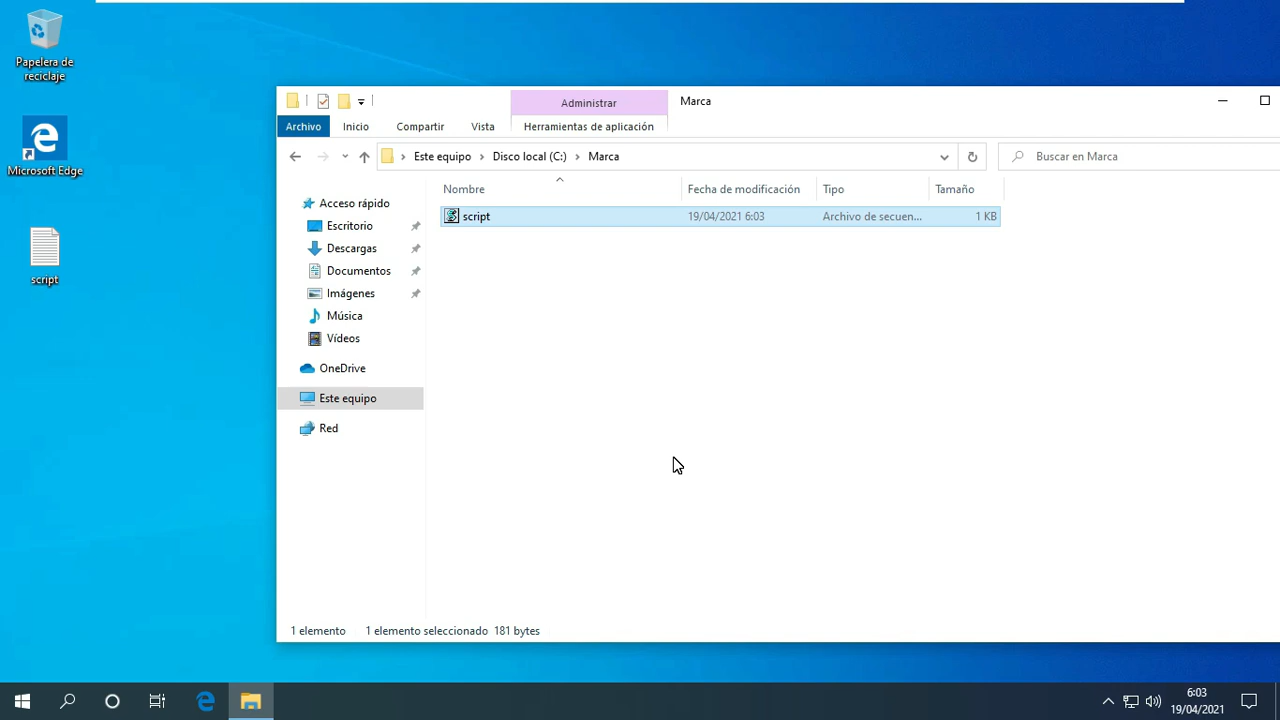 Papelera de
reciclaje
Microsoft Edge
script
Administrar
Marca
Archivo
Inicio
Compartir
Vista
Herramientas de aplicación
Este equipo
Disco local (C:)
Marca
Buscar en Marca
Nombre
Fecha de modificación
Tipo
Tamaño
script
19/04/2021 6:03
Archivo de secuen...
1 KB
Acceso rápido
Escritorio
Descargas
Documentos
Imágenes
Música
Vídeos
OneDrive
Este equipo
Red
1 elemento
1 elemento seleccionado 181 bytes
6:03
19/04/2021